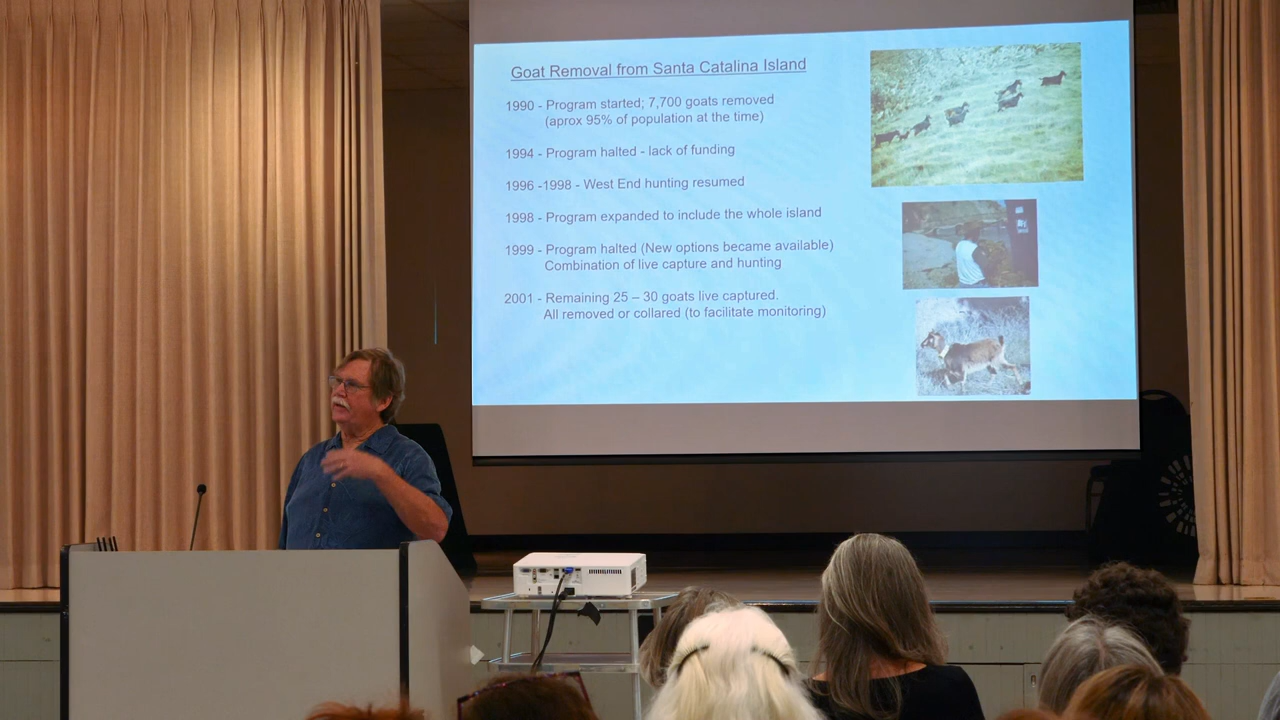 Goat Removal from Santa Catalina Island
1990 - Program started; 7,700 goats removed
(aprox 95% of population at the time)
1994 - Program halted - lack of funding
1996 -1998 - West End hunting resumed
1998 - Program expanded to include the whole island
1999 - Program halted (New options became available)
Combination of live capture and hunting
2001 - Remaining 25 – 30 goats live captured.
All removed or collared (to facilitate monitoring)